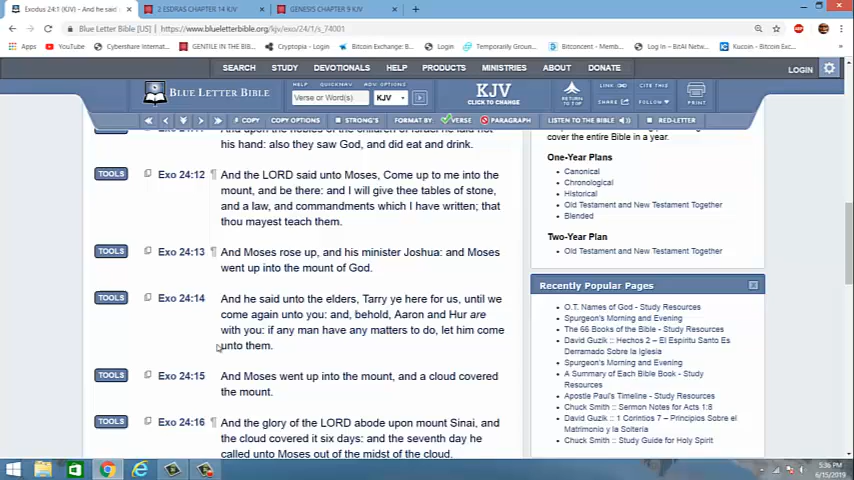 Exodus 24:1 (KJV) - And he said
2 ESDRAS CHAPTER 14 KJV
GENESIS CHAPTER 9 KJV
Blue Letter Bible [US] | https://www.blueletterbible.org/kjv/exo/24/1/s_74001
Apps YouTube Cybershare Internat... GENTILE IN THE BIB... Cryptopia - Login Bitcoin Exchange: B... Login Temporarily Groun... Bitconcent - Memb... Log In – BitAI Netw... Kucoin - Bitcoin Exc...
SEARCH STUDY DEVOTIONALS HELP PRODUCTS MINISTRIES ABOUT DONATE LOGIN
HELP QUICKNAV ADV. OPTIONS
BLUE LETTER BIBLE
Verse or Word(s) KJV
KJV
CLICK TO CHANGE
RETURN TO TOP
LINK CITE THIS
SHARE FOLLOW PRINT
COPY COPY OPTIONS STRONG'S FORMAT BY VERSE PARAGRAPH LISTEN TO THE BIBLE RED-LETTER
his hand: also they saw God, and did eat and drink.
TOOLS Exo 24:12 ¶ And the LORD said unto Moses, Come up to me into the
mount, and be there: and I will give thee tables of stone,
and a law, and commandments which I have written; that
thou mayest teach them.
TOOLS Exo 24:13 ¶ And Moses rose up, and his minister Joshua: and Moses
went up into the mount of God.
TOOLS Exo 24:14 And he said unto the elders, Tarry ye here for us, until we
come again unto you: and, behold, Aaron and Hur are
with you: if any man have any matters to do, let him come
unto them.
TOOLS Exo 24:15 And Moses went up into the mount, and a cloud covered
the mount.
TOOLS Exo 24:16 ¶ And the glory of the LORD abode upon mount Sinai, and
the cloud covered it six days: and the seventh day he
called unto Moses out of the midst of the cloud.
cover the entire Bible in a year.
One-Year Plans
Canonical
Chronological
Historical
Old Testament and New Testament Together
Blended
Two-Year Plan
Old Testament and New Testament Together
Recently Popular Pages
O.T. Names of God - Study Resources
Spurgeon's Morning and Evening
The 66 Books of the Bible - Study Resources
David Guzik :: Hechos 2 – El Espíritu Santo Es
Derramado Sobre la Iglesia
Spurgeon's Morning and Evening
A Summary of Each Bible Book - Study
Resources
Apostle Paul's Timeline - Study Resources
Chuck Smith :: Sermon Notes for Acts 1:8
David Guzik :: 1 Corintios 7 – Principios Sobre el
Matrimonio y la Soltería
Chuck Smith :: Study Guide for Holy Spirit
5:36 PM
6/15/2019